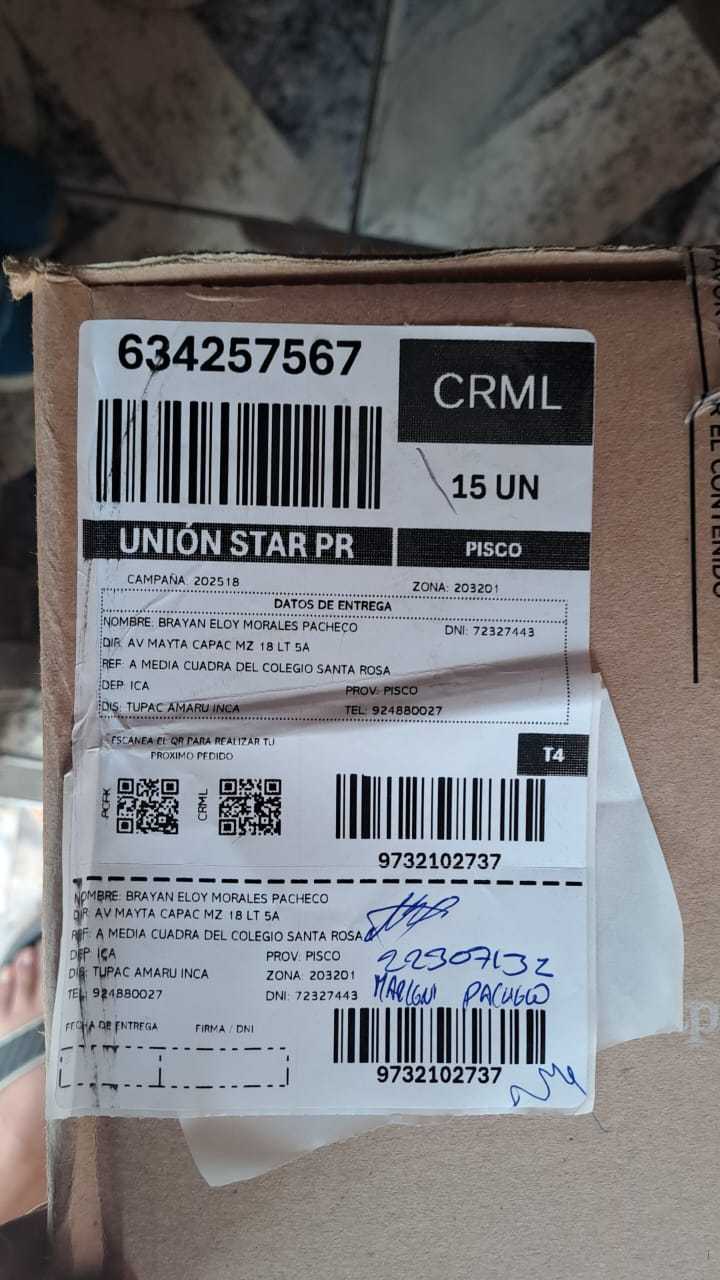 634257567
CRML
15 UN
UNIÓN STAR PR
PISCO
CAMPAÑA: 202518
ZONA: 203201
DATOS DE ENTREGA
NOMBRE: BRAYAN ELOY MORALES PACHECO
DNI: 72327443
DIR: AV MAYTA CAPAC MZ 18 LT 5A
REF: A MEDIA CUADRA DEL COLEGIO SANTA ROSA
DEP: ICA
PROV: PISCO
DIS: TUPAC AMARU INCA
TEL: 924880027
ESCANEA EL QR PARA REALIZAR TU
PROXIMO PEDIDO
T4
CRML
9732102737
NOMBRE: BRAYAN ELOY MORALES PACHECO
DIR: AV MAYTA CAPAC MZ 18 LT 5A
REF: A MEDIA CUADRA DEL COLEGIO SANTA ROSA
DEP: ICA
PROV: PISCO
DIS: TUPAC AMARU INCA
ZONA: 203201
TEL: 924880027
DNI: 72327443
FECHA DE ENTREGA
FIRMA / DNI
9732102737
EL CONTENIDO